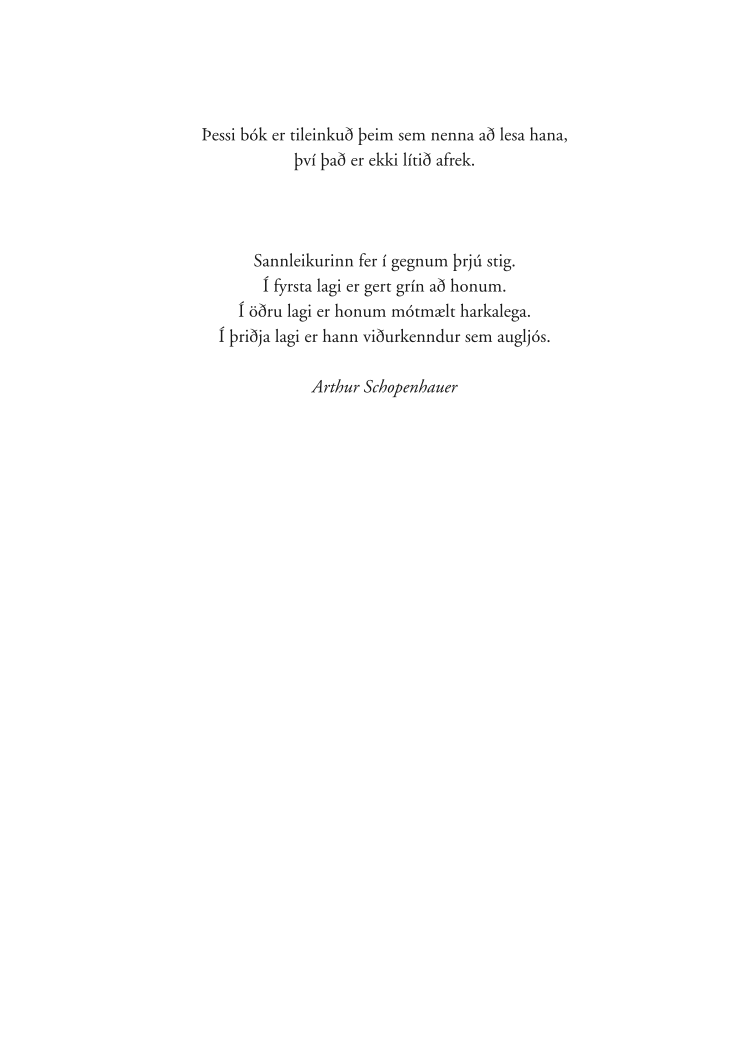 Þessi bók er tileinkuð þeim sem nenna að lesa hana,
því það er ekki lítið afrek.
Sannleikurinn fer í gegnum þrjú stig.
Í fyrsta lagi er gert grín að honum.
Í öðru lagi er honum mótmælt harkalega.
Í þriðja lagi er hann viðurkenndur sem augljós.
Arthur Schopenhauer